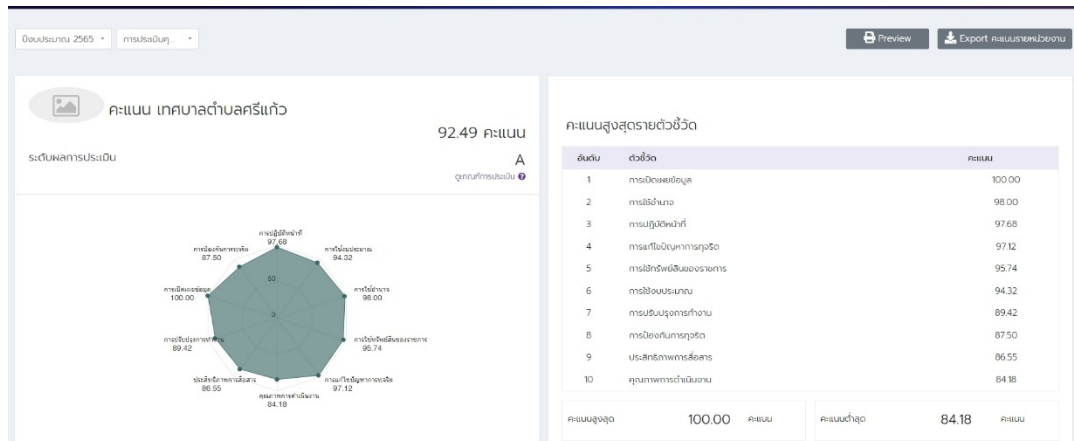 ปีงบประมาณ 2565
การประเมินคุ...
Preview
Export คะแนนรายหน่วยงาน
คะแนน เทศบาลตำบลศรีแก้ว
92.49 คะแนน
ระดับผลการประเมิน
A
ดูเกณฑ์การประเมิน
การปฏิบัติหน้าที่
97.68
การใช้งบประมาณ
94.32
การใช้อำนาจ
98.00
การใช้ทรัพย์สินของราชการ
95.74
การแก้ไขปัญหาการทุจริต
97.12
คุณภาพการดำเนินงาน
84.18
ประสิทธิภาพการสื่อสาร
86.55
การปรับปรุงการทำงาน
89.42
การเปิดเผยข้อมูล
100.00
การป้องกันการทุจริต
87.50
50
0
คะแนนสูงสุดรายตัวชี้วัด
อันดับ ตัวชี้วัด คะแนน
1 การเปิดเผยข้อมูล 100.00
2 การใช้อำนาจ 98.00
3 การปฏิบัติหน้าที่ 97.68
4 การแก้ไขปัญหาการทุจริต 97.12
5 การใช้ทรัพย์สินของราชการ 95.74
6 การใช้งบประมาณ 94.32
7 การปรับปรุงการทำงาน 89.42
8 การป้องกันการทุจริต 87.50
9 ประสิทธิภาพการสื่อสาร 86.55
10 คุณภาพการดำเนินงาน 84.18
คะแนนสูงสุด 100.00 คะแนน
คะแนนต่ำสุด 84.18 คะแนน